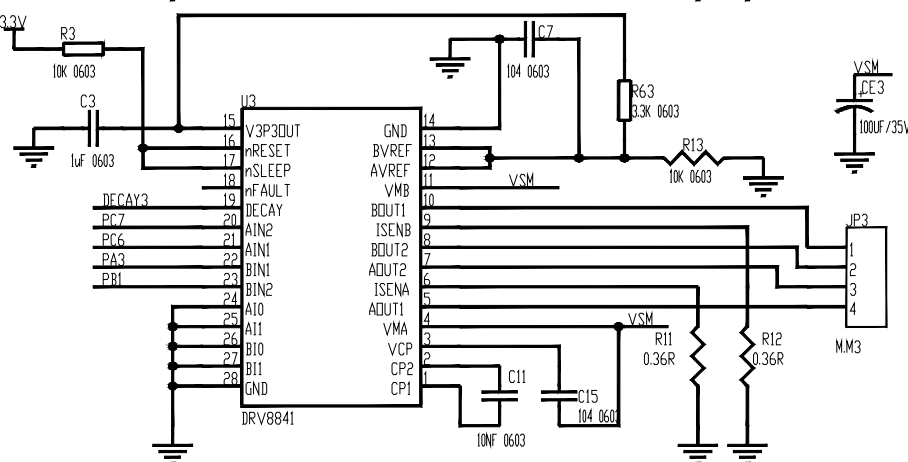 3.3V
R3
10K 0603
C3
1uF 0603
C7
104 0603
R63
3.3K 0603
R13
10K 0603
VSM
CE3
+
100UF/35V
U3
15 V3P3OUT GND 14
16 nRESET BVREF 13
17 nSLEEP AVREF 12
18 nFAULT VMB 11 VSM
DECAY3 19 DECAY BOUT1 10
PC7 20 AIN2 ISENB 9
PC6 21 AIN1 BOUT2 8
PA3 22 BIN1 AOUT2 7
PB1 23 BIN2 ISENA 6
24 AI0 AOUT1 5
25 AI1 VMA 4 VSM
26 BI0 VCP 3
27 BI1 CP2 2
28 GND CP1 1
DRV8841
JP3
1
2
3
4
M.M3
R11
0.36R
R12
0.36R
C11
10NF 0603
C15
104 0603